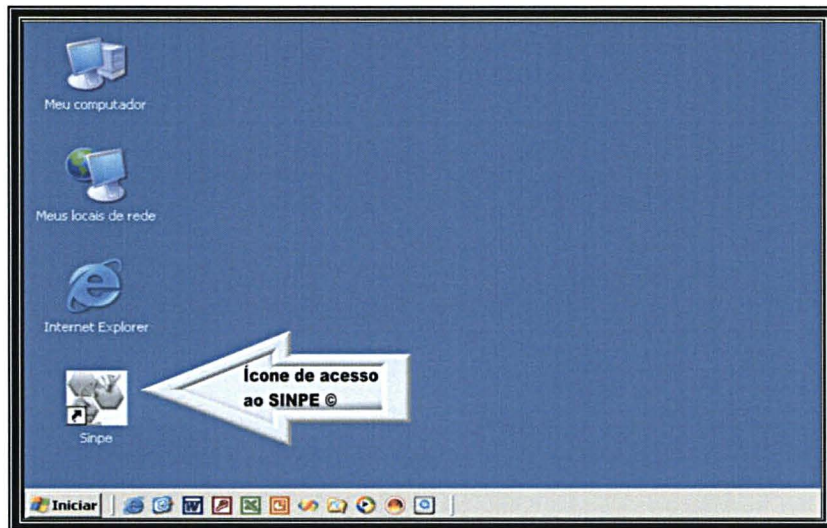 Meu computador
Meus locais de rede
Internet Explorer
Ícone de acesso
ao SINPE ©
Sinpe
Iniciar